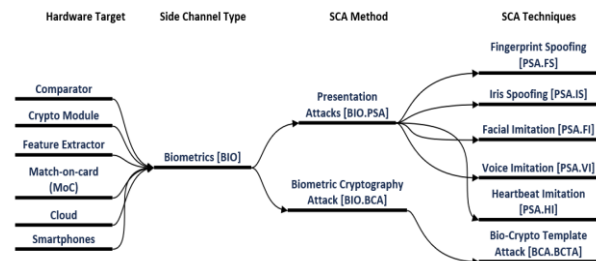 Hardware Target
Side Channel Type
SCA Method
SCA Techniques
Comparator
Crypto Module
Feature Extractor
Match-on-card
(MoC)
Cloud
Smartphones
Biometrics [BIO]
Presentation
Attacks [BIO.PSA]
Biometric Cryptography
Attack [BIO.BCA]
Fingerprint Spoofing
[PSA.FS]
Iris Spoofing [PSA.IS]
Facial Imitation [PSA.FI]
Voice Imitation [PSA.VI]
Heartbeat Imitation
[PSA.HI]
Bio-Crypto Template
Attack [BCA.BCTA]